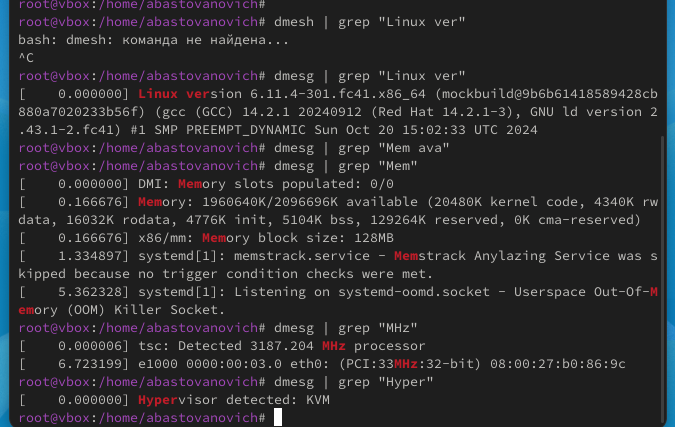 root@vbox:/home/abastovanovich#
root@vbox:/home/abastovanovich# dmesh | grep "Linux ver"
bash: dmesh: команда не найдена...
^C
root@vbox:/home/abastovanovich# dmesg | grep "Linux ver"
[    0.000000] Linux version 6.11.4-301.fc41.x86_64 (mockbuild@9b6b61418589428cb
880a7020233b56f) (gcc (GCC) 14.2.1 20240912 (Red Hat 14.2.1-3), GNU ld version 2
.43.1-2.fc41) #1 SMP PREEMPT_DYNAMIC Sun Oct 20 15:02:33 UTC 2024
root@vbox:/home/abastovanovich# dmesg | grep "Mem ava"
root@vbox:/home/abastovanovich# dmesg | grep "Mem"
[    0.000000] DMI: Memory slots populated: 0/0
[    0.166676] Memory: 1960640K/2096696K available (20480K kernel code, 4340K rw
data, 16032K rodata, 4776K init, 5104K bss, 129264K reserved, 0K cma-reserved)
[    0.166676] x86/mm: Memory block size: 128MB
[    1.334897] systemd[1]: memstrack.service - Memstrack Anylazing Service was s
kipped because no trigger condition checks were met.
[    5.362328] systemd[1]: Listening on systemd-oomd.socket - Userspace Out-Of-M
emory (OOM) Killer Socket.
root@vbox:/home/abastovanovich# dmesg | grep "MHz"
[    0.000006] tsc: Detected 3187.204 MHz processor
[    6.723199] e1000 0000:00:03.0 eth0: (PCI:33MHz:32-bit) 08:00:27:b0:86:9c
root@vbox:/home/abastovanovich# dmesg | grep "Hyper"
[    0.000000] Hypervisor detected: KVM
root@vbox:/home/abastovanovich#